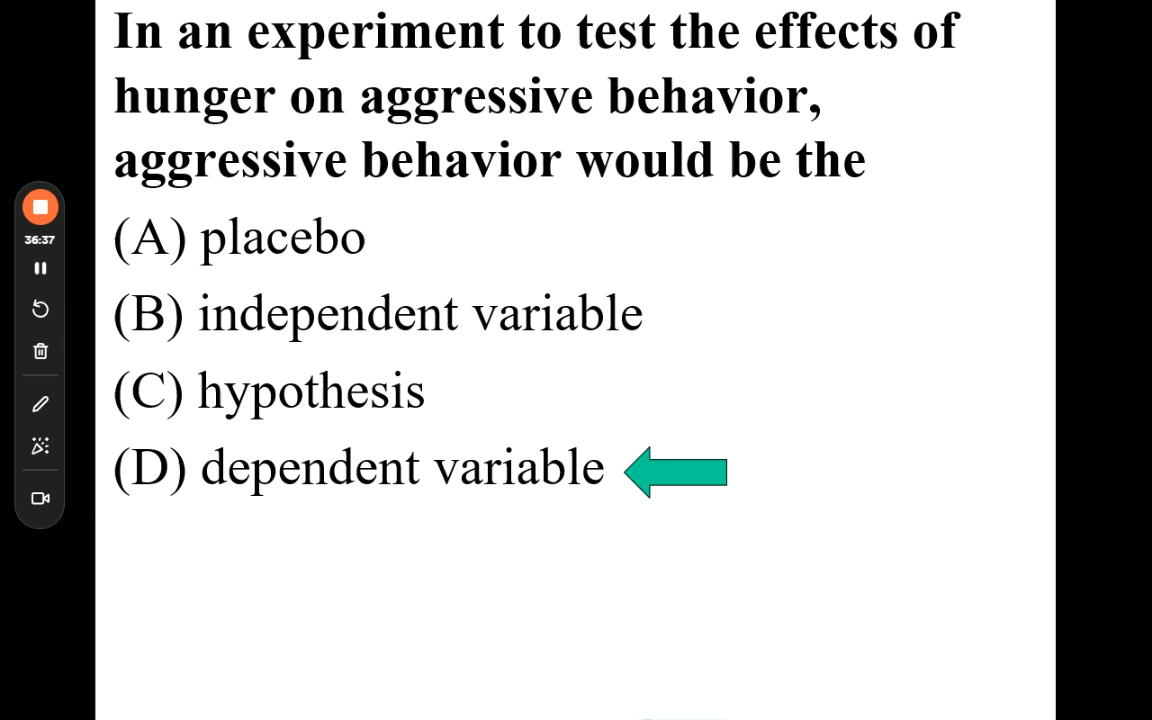 In an experiment to test the effects of
hunger on aggressive behavior,
aggressive behavior would be the
(A) placebo
36:37
(B) independent variable
(C) hypothesis
(D) dependent variable